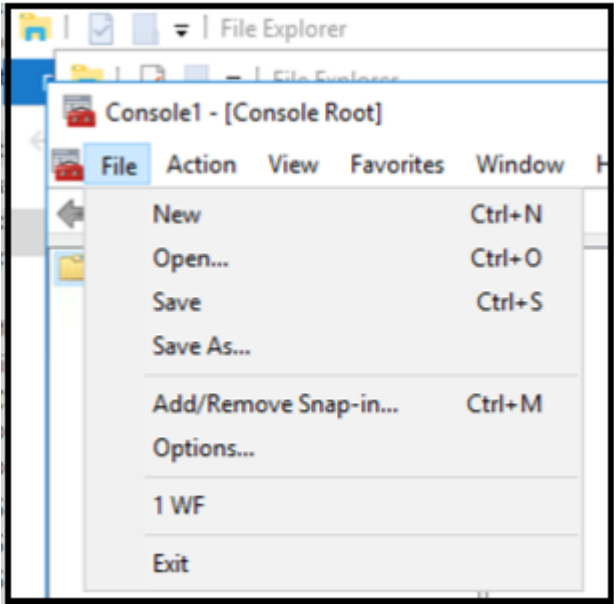 File Explorer
File Explorer
Console1 - [Console Root]
File Action View Favorites Window
New Ctrl+N
Open... Ctrl+O
Save Ctrl+S
Save As...
Add/Remove Snap-in... Ctrl+M
Options...
1 WF
Exit